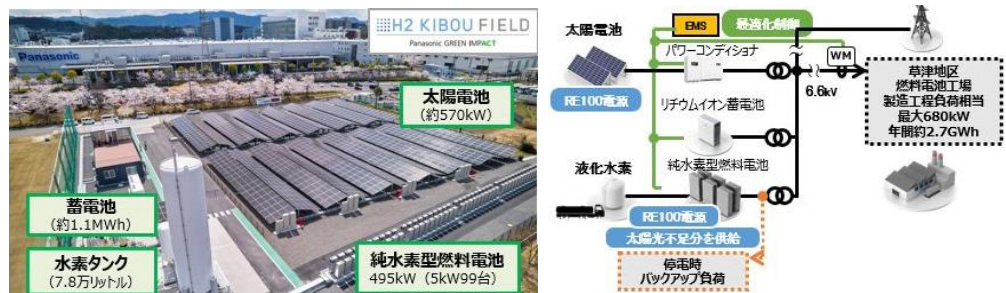 H2 KIBOU FIELD
Panasonic GREEN IMPACT
Panasonic
太陽電池
(約570kW)
蓄電池
(約1.1MWh)
水素タンク
(7.8万リットル)
純水素型燃料電池
495kW（5kW99台）
EMS
最適化制御
太陽電池
パワーコンディショナ
WM
RE100電源
6.6kV
リチウムイオン蓄電池
草津地区
燃料電池工場
製造工程負荷相当
最大680kW
年間約2.7GWh
純水素型燃料電池
液化水素
RE100電源
太陽光不足分を供給
停電時
バックアップ負荷